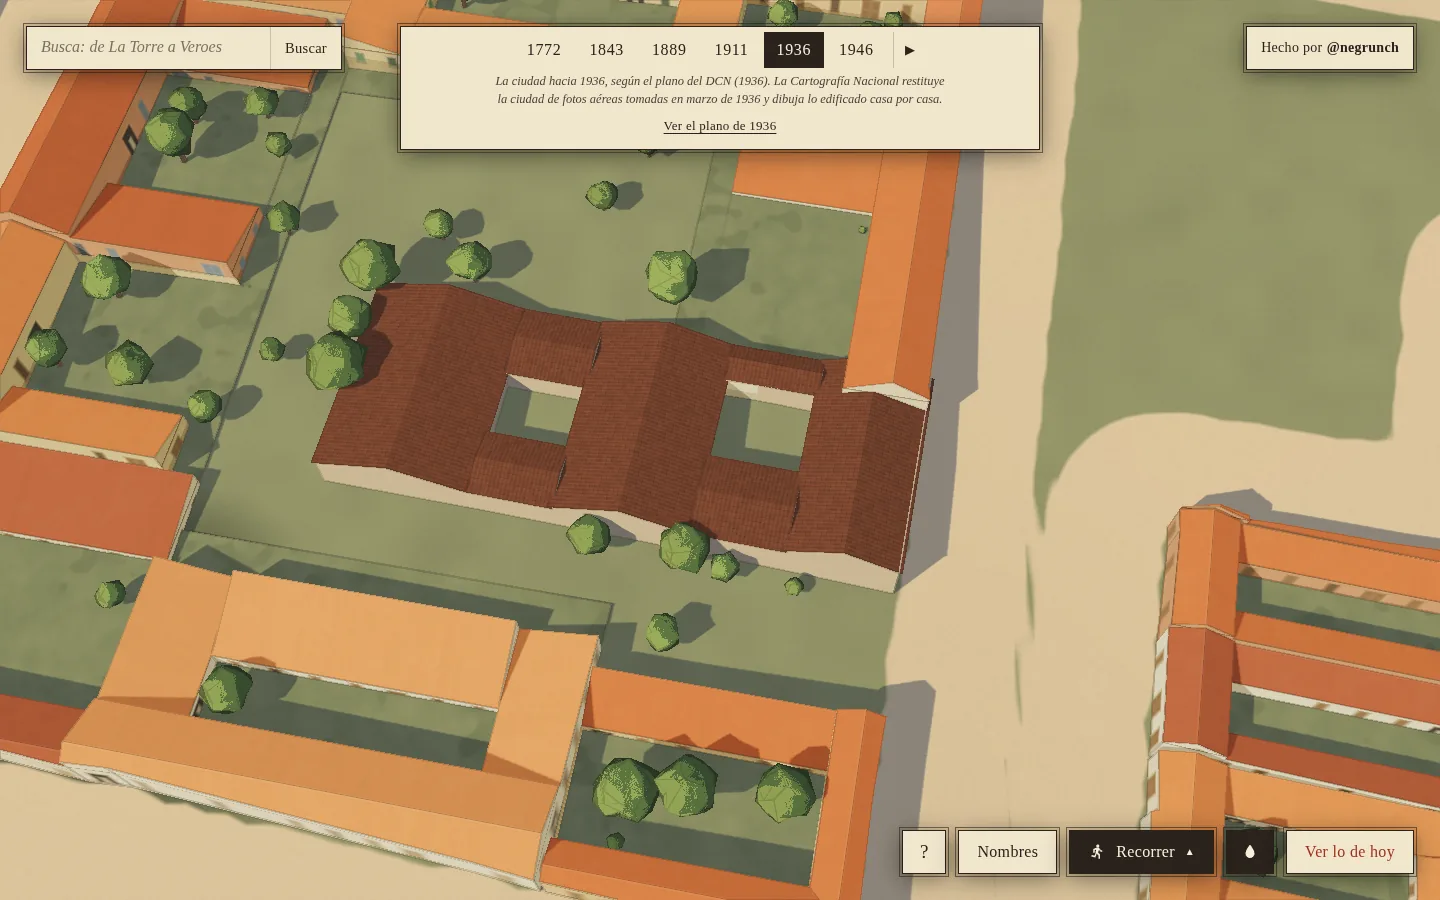 Busca: de La Torre a Veroes
Buscar
1772 1843 1889 1911 1936 1946 ▶
La ciudad hacia 1936, según el plano del DCN (1936). La Cartografía Nacional restituye
la ciudad de fotos aéreas tomadas en marzo de 1936 y dibuja lo edificado casa por casa.
Ver el plano de 1936
Hecho por @negrunch
?
Nombres
Recorrer ▲
Ver lo de hoy